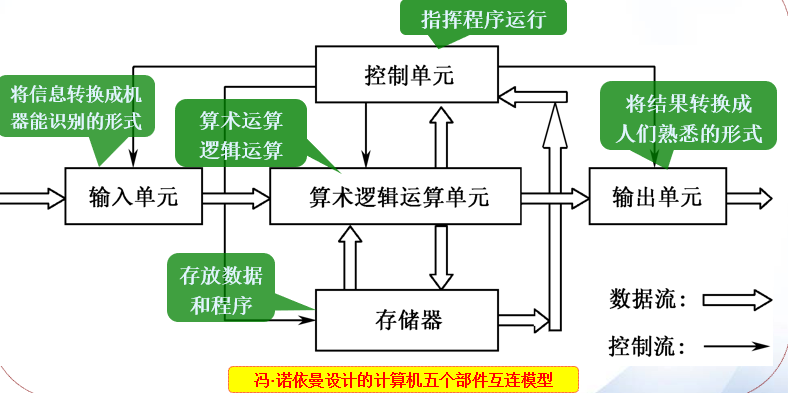 指挥程序运行
控制单元
将信息转换成机
器能识别的形式
算术运算
逻辑运算
将结果转换成
人们熟悉的形式
输入单元
算术逻辑运算单元
输出单元
存放数据
和程序
存储器
数据流：
控制流：
冯·诺依曼设计的计算机五个部件互连模型